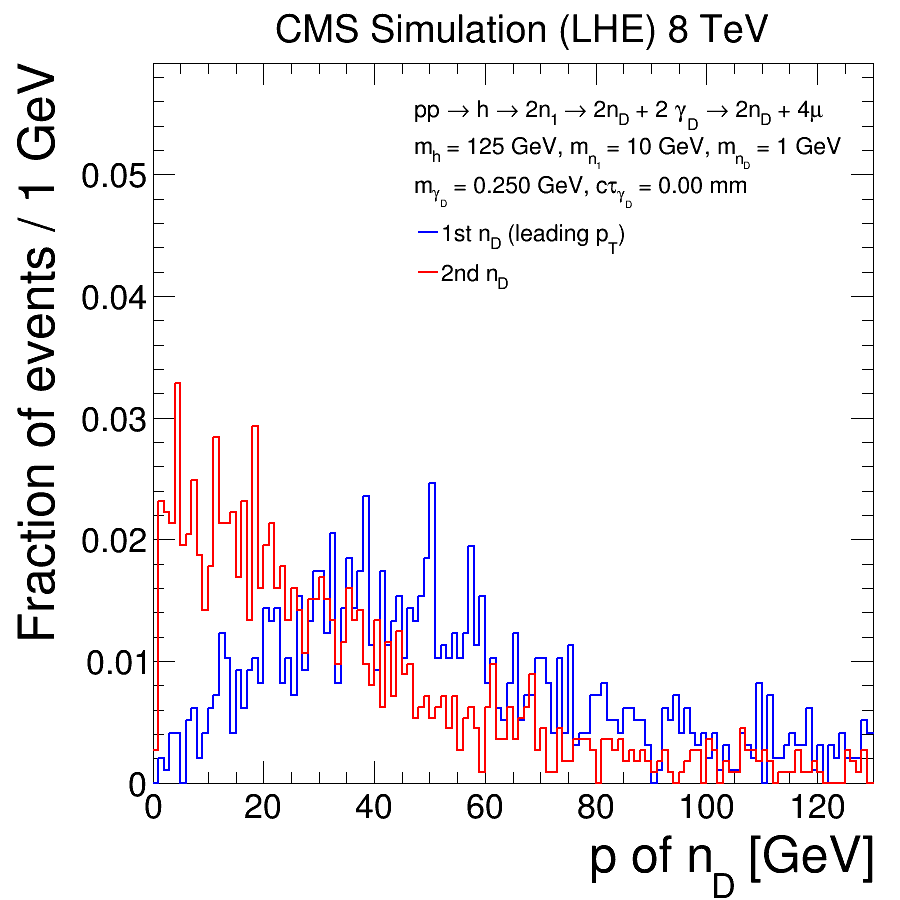 CMS Simulation (LHE) 8 TeV
Fraction of events / 1 GeV
pp → h → 2n1 → 2nD + 2 γD → 2nD + 4μ
mh = 125 GeV, mn1 = 10 GeV, mnD = 1 GeV
mγD = 0.250 GeV, cτγD = 0.00 mm
1st nD (leading pT)
2nd nD
0.05
0.04
0.03
0.02
0.01
0
0 20 40 60 80 100 120
p of nD [GeV]